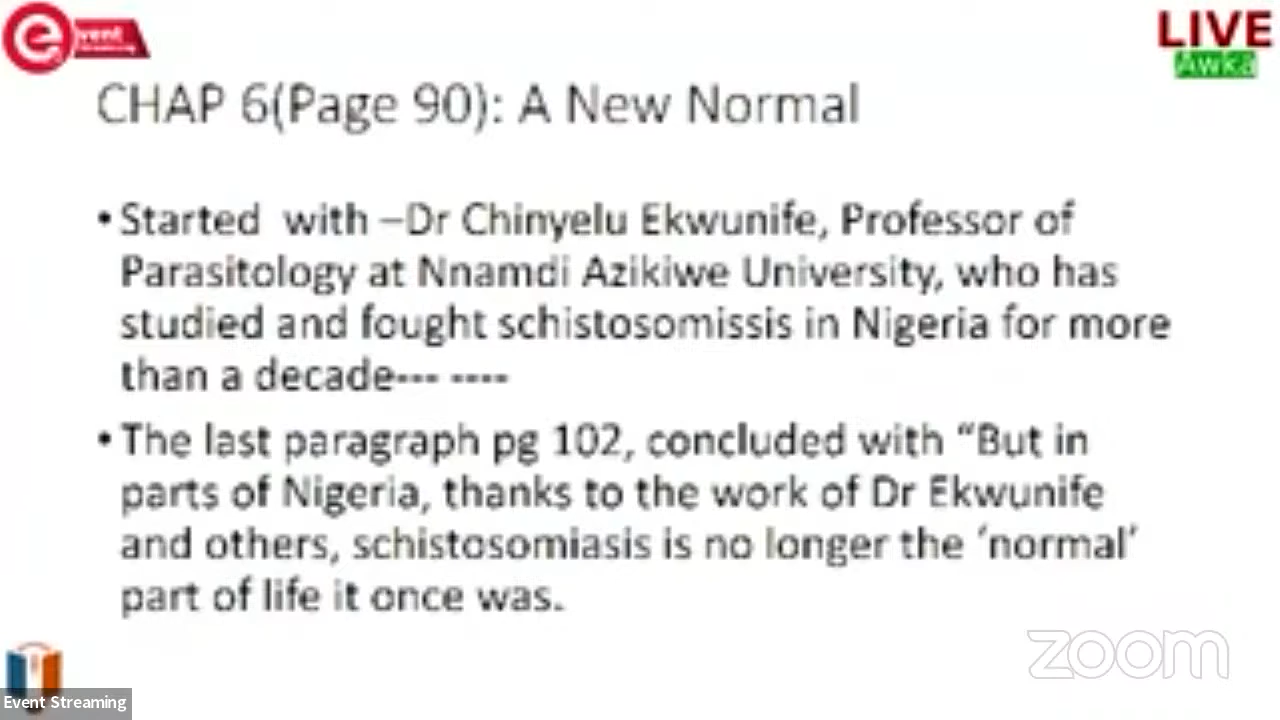 event
Streaming
LIVE
Awka
CHAP 6(Page 90): A New Normal
• Started with –Dr Chinyelu Ekwunife, Professor of
Parasitology at Nnamdi Azikiwe University, who has
studied and fought schistosomissis in Nigeria for more
than a decade--- ----
• The last paragraph pg 102, concluded with “But in
parts of Nigeria, thanks to the work of Dr Ekwunife
and others, schistosomiasis is no longer the ‘normal’
part of life it once was.
zoom
Event Streaming